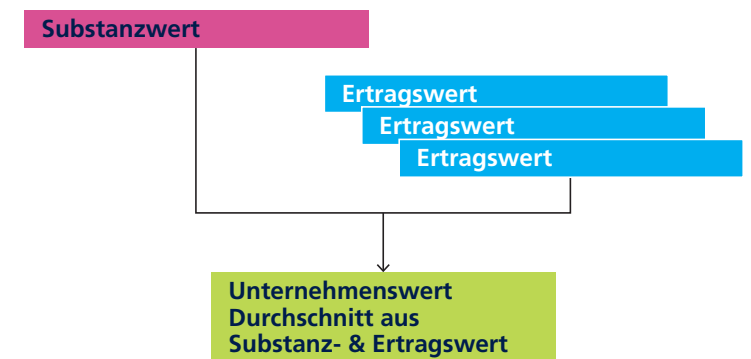 Substanzwert
Ertragswert
Ertragswert
Ertragswert
Unternehmenswert
Durchschnitt aus
Substanz- & Ertragswert